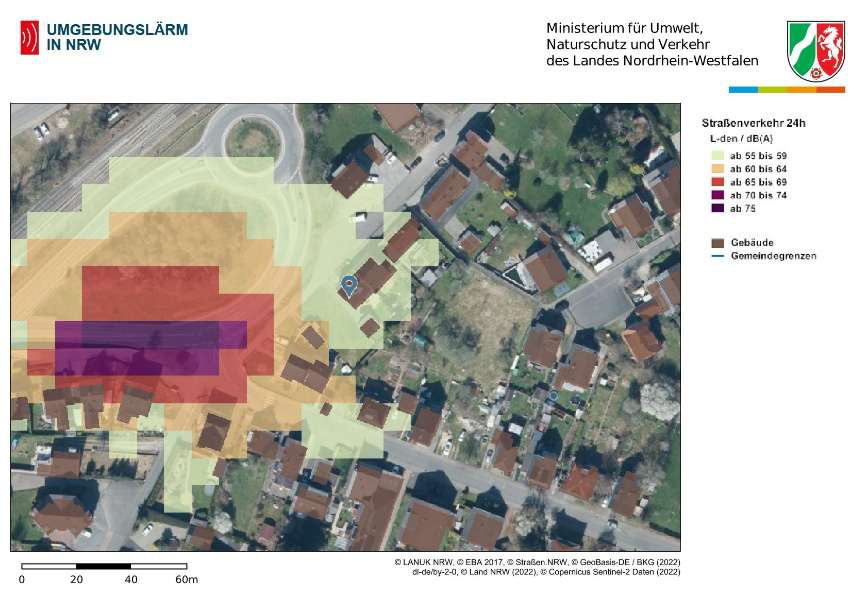 UMGEBUNGSLÄRM
IN NRW
Ministerium für Umwelt,
Naturschutz und Verkehr
des Landes Nordrhein-Westfalen
Straßenverkehr 24h
L-den / dB(A)
ab 55 bis 59
ab 60 bis 64
ab 65 bis 69
ab 70 bis 74
ab 75
Gebäude
Gemeindegrenzen
0 20 40 60m
© LANUK NRW, © EBA 2017, © Straßen.NRW, © GeoBasis-DE / BKG (2022)
dl-de/by-2-0, © Land NRW (2022), © Copernicus Sentinel-2 Daten (2022)